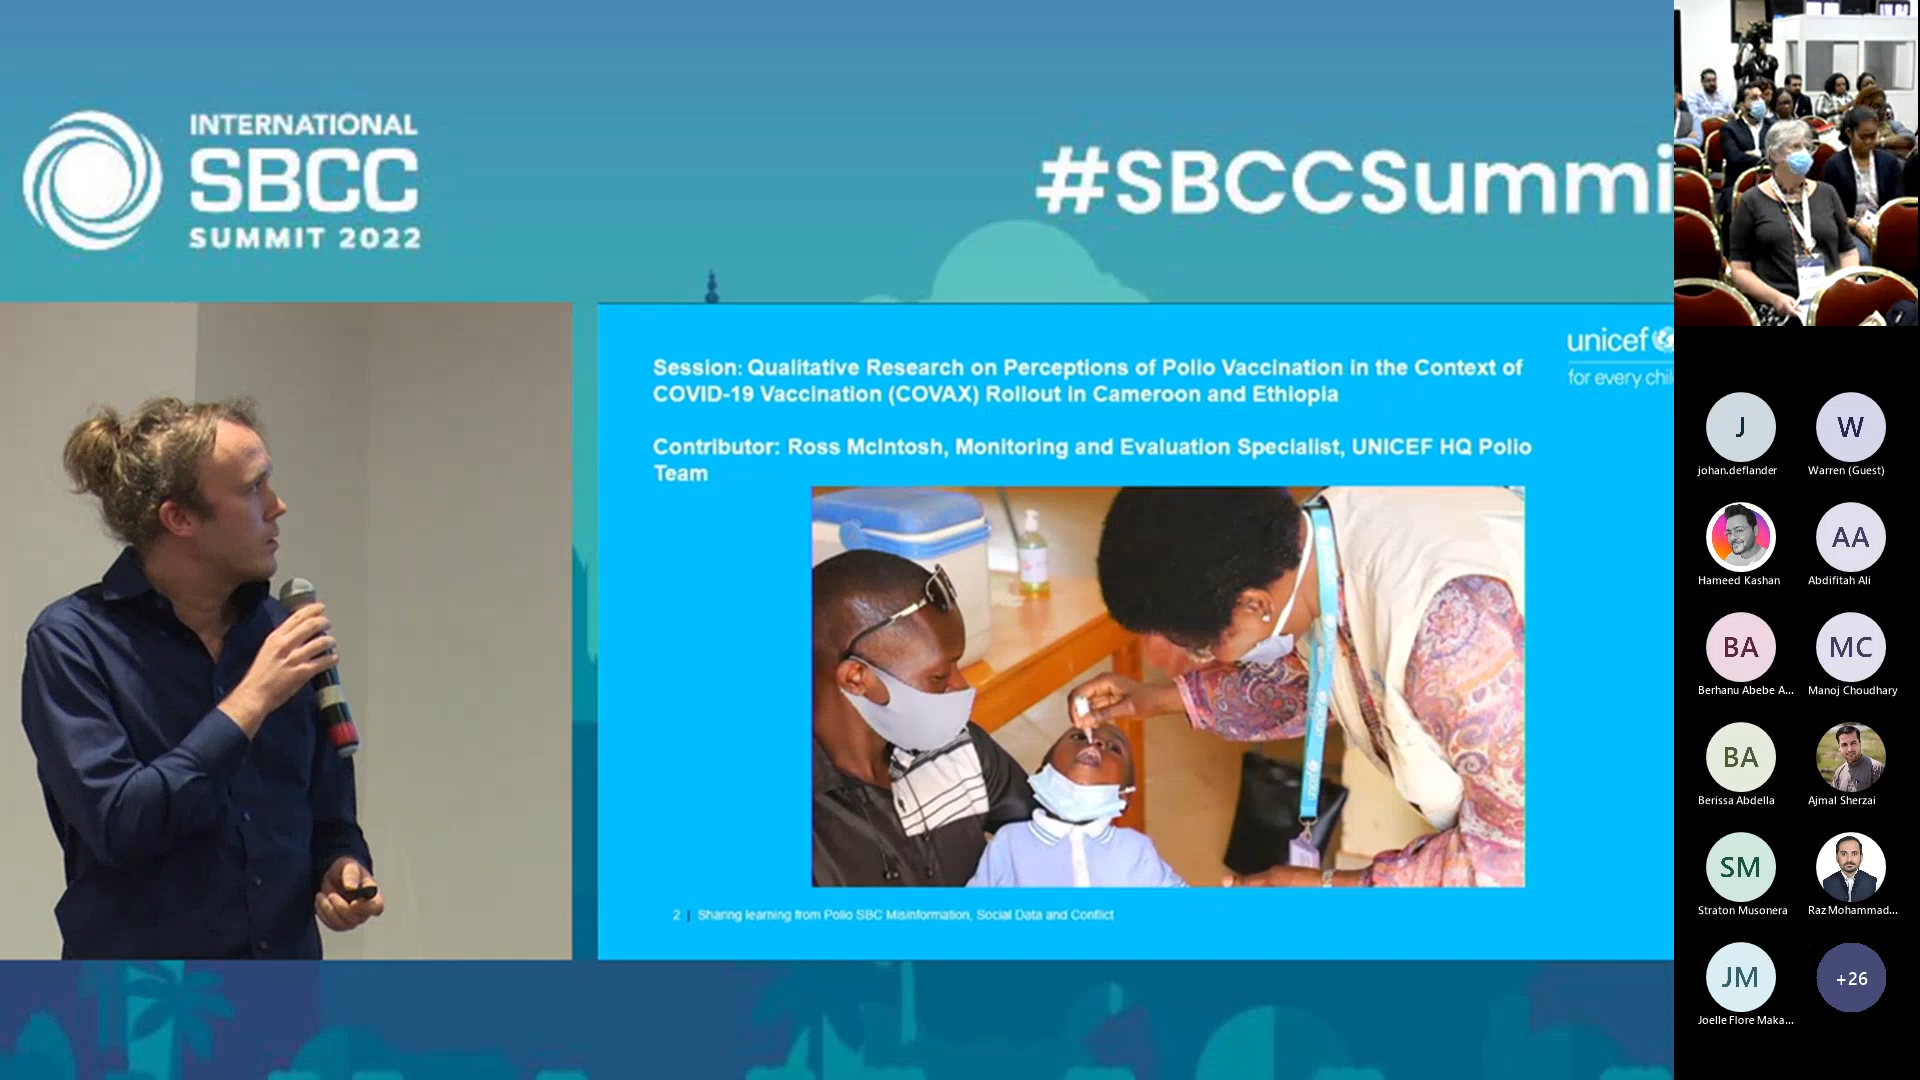 INTERNATIONAL
SBCC
SUMMIT 2022
#SBCCSummi
unicef
for every chil
Session: Qualitative Research on Perceptions of Polio Vaccination in the Context of
COVID-19 Vaccination (COVAX) Rollout in Cameroon and Ethiopia
Contributor: Ross McIntosh, Monitoring and Evaluation Specialist, UNICEF HQ Polio
Team
unicef
2 | Sharing learning from Polio SBC Misinformation, Social Data and Conflict
J
johan.deflander
W
Warren (Guest)
Hameed Kashan
AA
Abdifitah Ali
BA
Berhanu Abebe A...
MC
Manoj Choudhary
BA
Berissa Abdella
Ajmal Sherzai
SM
Straton Musonera
Raz Mohammad...
JM
Joelle Flore Maka...
+26